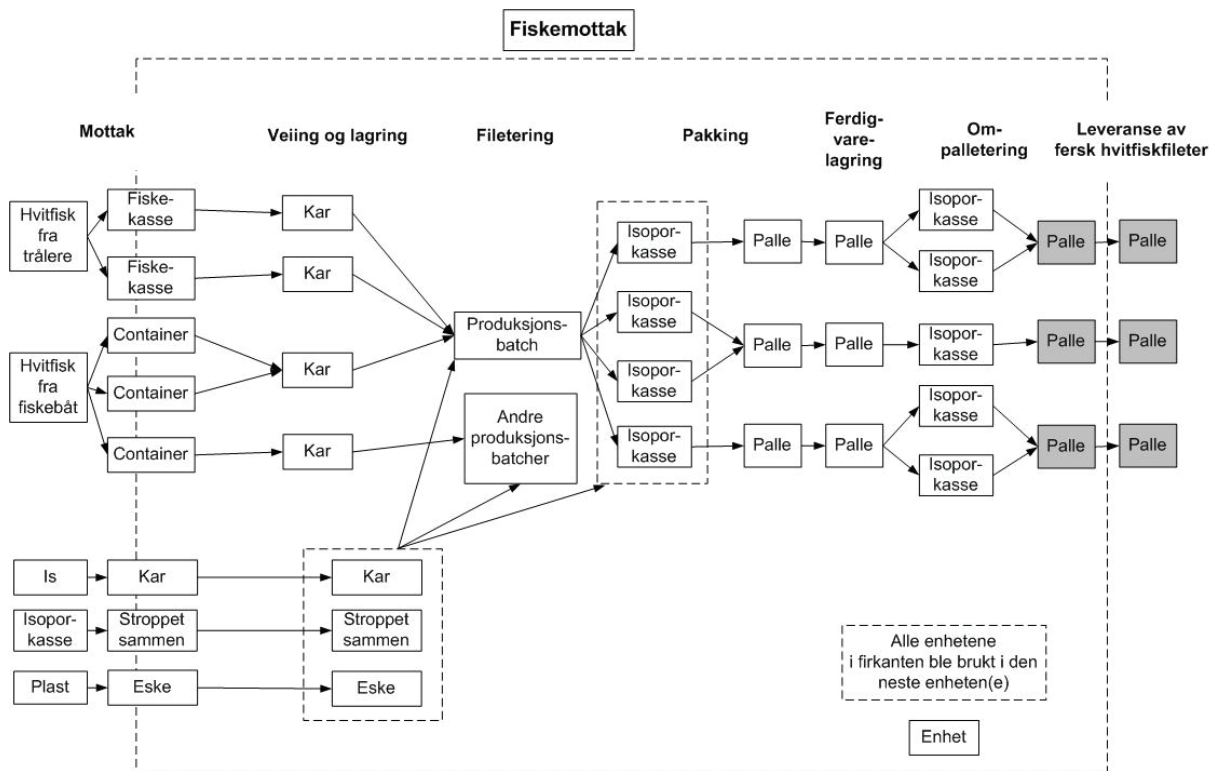 Fiskemottak
Mottak
Veiing og lagring
Filetering
Pakking
Ferdig-
vare-
lagring
Om-
palletering
Leveranse av
fersk hvitfiskfileter
Hvitfisk
fra
trålere
Fiske-
kasse
Fiske-
kasse
Kar
Kar
Hvitfisk
fra
fiskebåt
Container
Container
Container
Kar
Kar
Produksjons-
batch
Andre
produksjons-
batcher
Isopor-
kasse
Isopor-
kasse
Isopor-
kasse
Isopor-
kasse
Palle
Palle
Palle
Palle
Palle
Palle
Isopor-
kasse
Isopor-
kasse
Isopor-
kasse
Isopor-
kasse
Isopor-
kasse
Palle
Palle
Palle
Palle
Palle
Palle
Is
Kar
Kar
Isopor-
kasse
Stroppet
sammen
Stroppet
sammen
Plast
Eske
Eske
Alle enhetene
i firkanten ble brukt i den
neste enheten(e)
Enhet